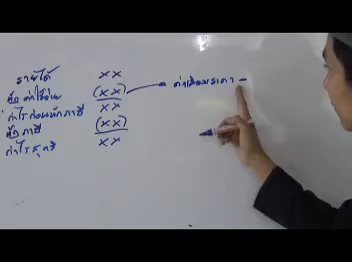 รายได้ xx
หัก ค่าใช้จ่าย (xx) - ค่าเสื่อมราคา -
กำไรก่อนหักภาษี xx
หัก ภาษี (xx)
กำไรสุทธิ xx